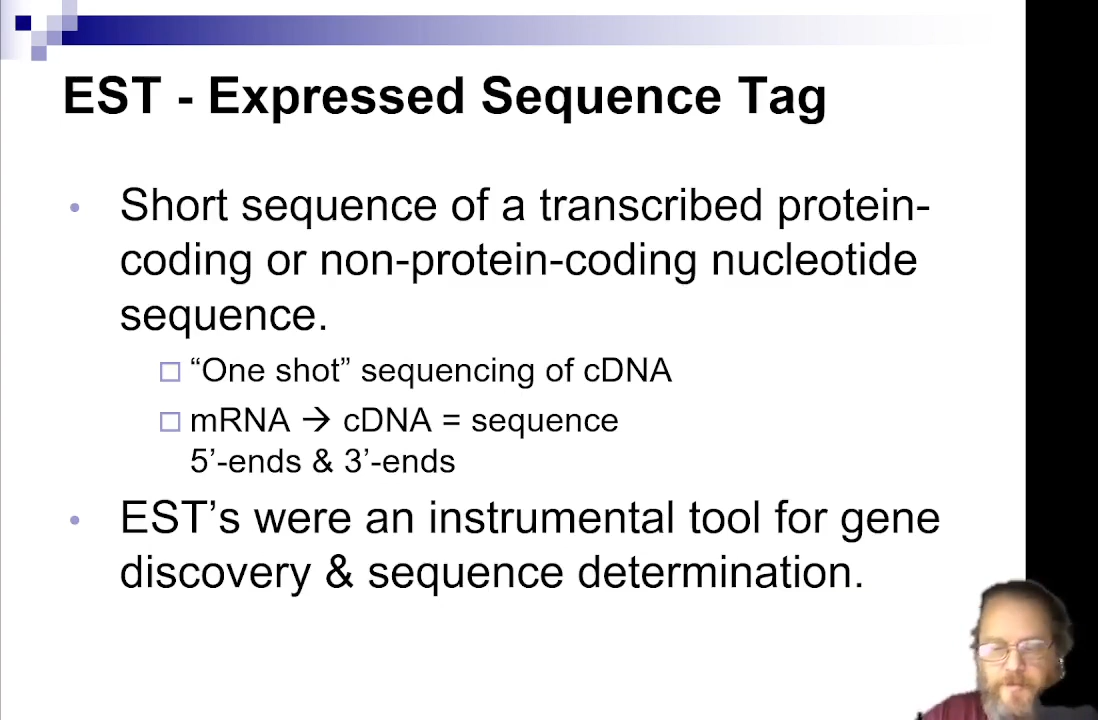 EST - Expressed Sequence Tag
• Short sequence of a transcribed protein-
coding or non-protein-coding nucleotide
sequence.
□ “One shot” sequencing of cDNA
□ mRNA → cDNA = sequence
5’-ends & 3’-ends
• EST’s were an instrumental tool for gene
discovery & sequence determination.